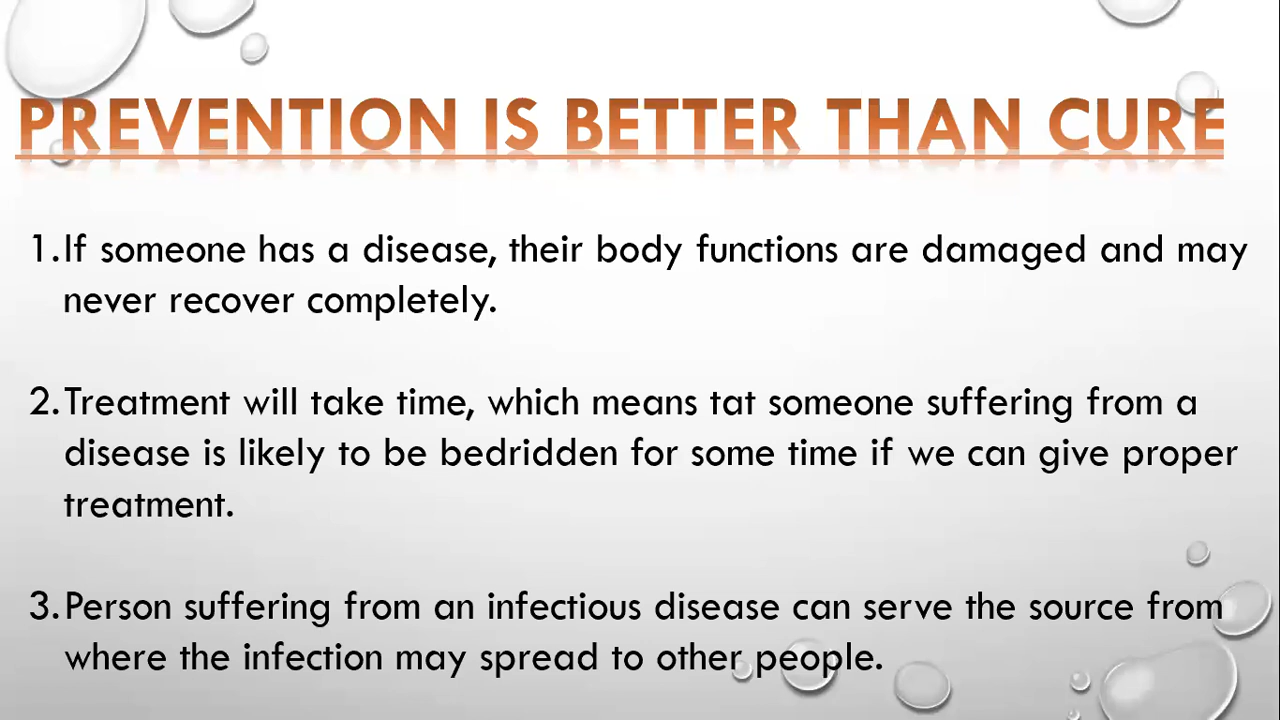 PREVENTION IS BETTER THAN CURE
1.If someone has a disease, their body functions are damaged and may
never recover completely.
2.Treatment will take time, which means tat someone suffering from a
disease is likely to be bedridden for some time if we can give proper
treatment.
3.Person suffering from an infectious disease can serve the source from
where the infection may spread to other people.